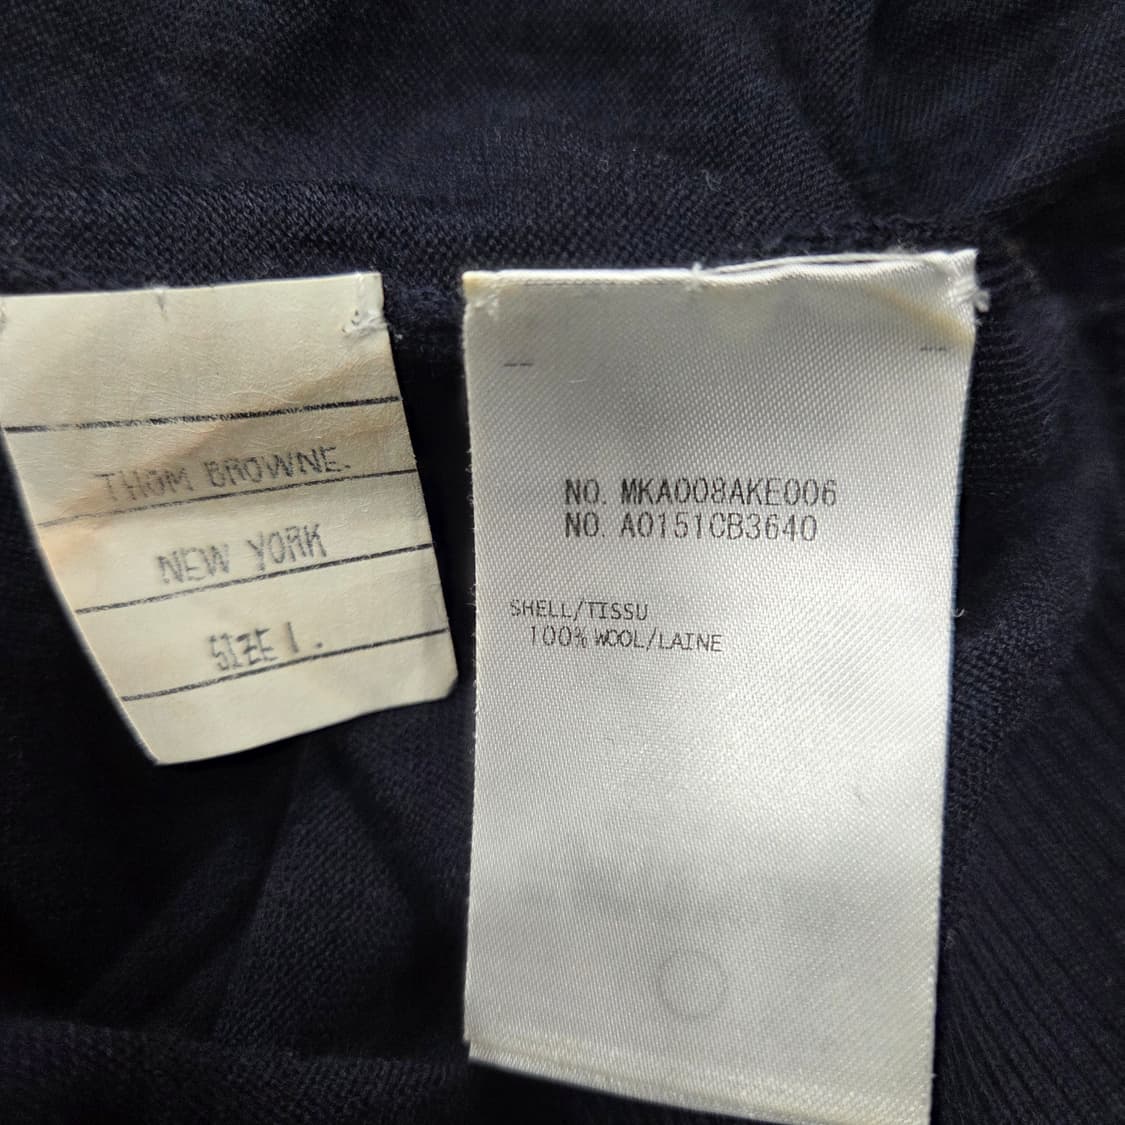 THOM BROWNE.
NEW YORK
SIZE 1.
NO. MKA008AKE006
NO. A0151CB3640
SHELL/TISSU
100% WOOL/LAINE